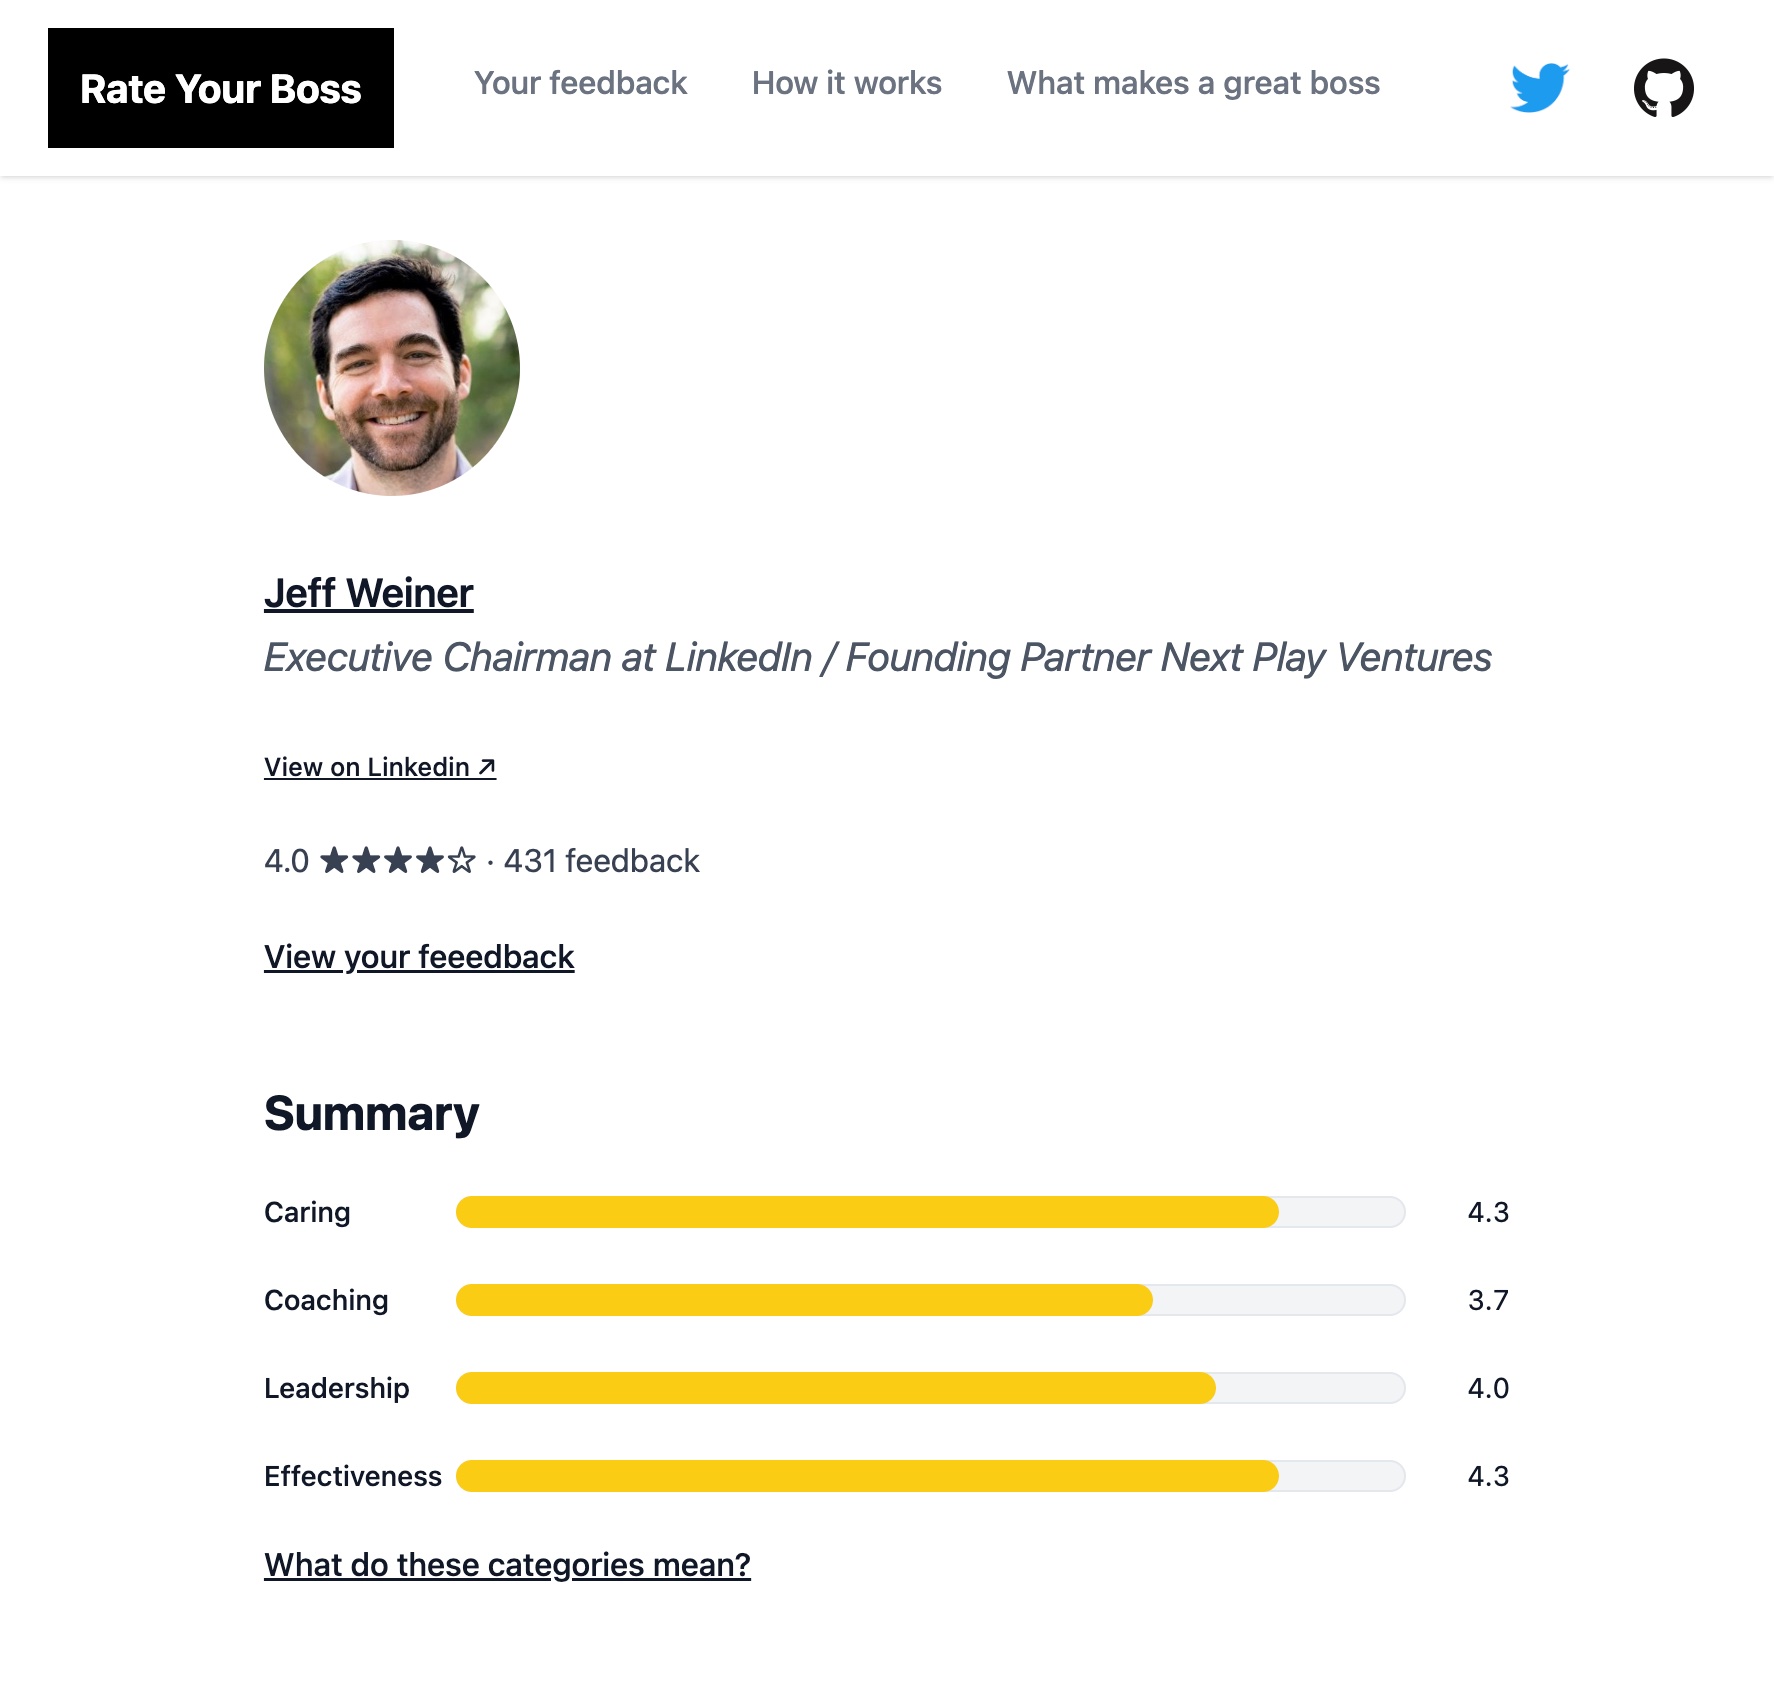 Rate Your Boss
Your feedback
How it works
What makes a great boss
Jeff Weiner
Executive Chairman at LinkedIn / Founding Partner Next Play Ventures
View on Linkedin ↗
4.0 ★★★★☆ · 431 feedback
View your feeedback
Summary
Caring 4.3
Coaching 3.7
Leadership 4.0
Effectiveness 4.3
What do these categories mean?